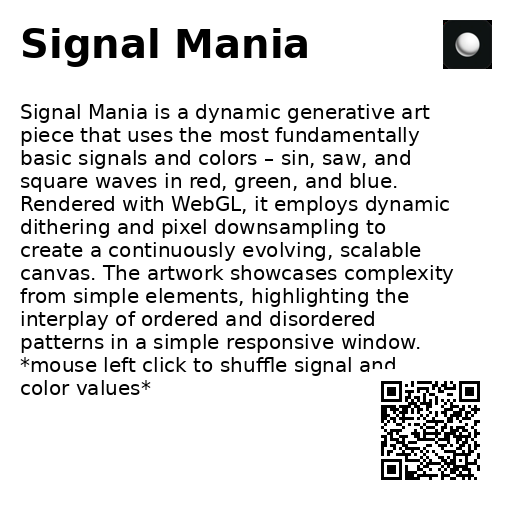 Signal Mania
Signal Mania is a dynamic generative art
piece that uses the most fundamentally
basic signals and colors – sin, saw, and
square waves in red, green, and blue.
Rendered with WebGL, it employs dynamic
dithering and pixel downsampling to
create a continuously evolving, scalable
canvas. The artwork showcases complexity
from simple elements, highlighting the
interplay of ordered and disordered
patterns in a simple responsive window.
*mouse left click to shuffle signal and
color values*